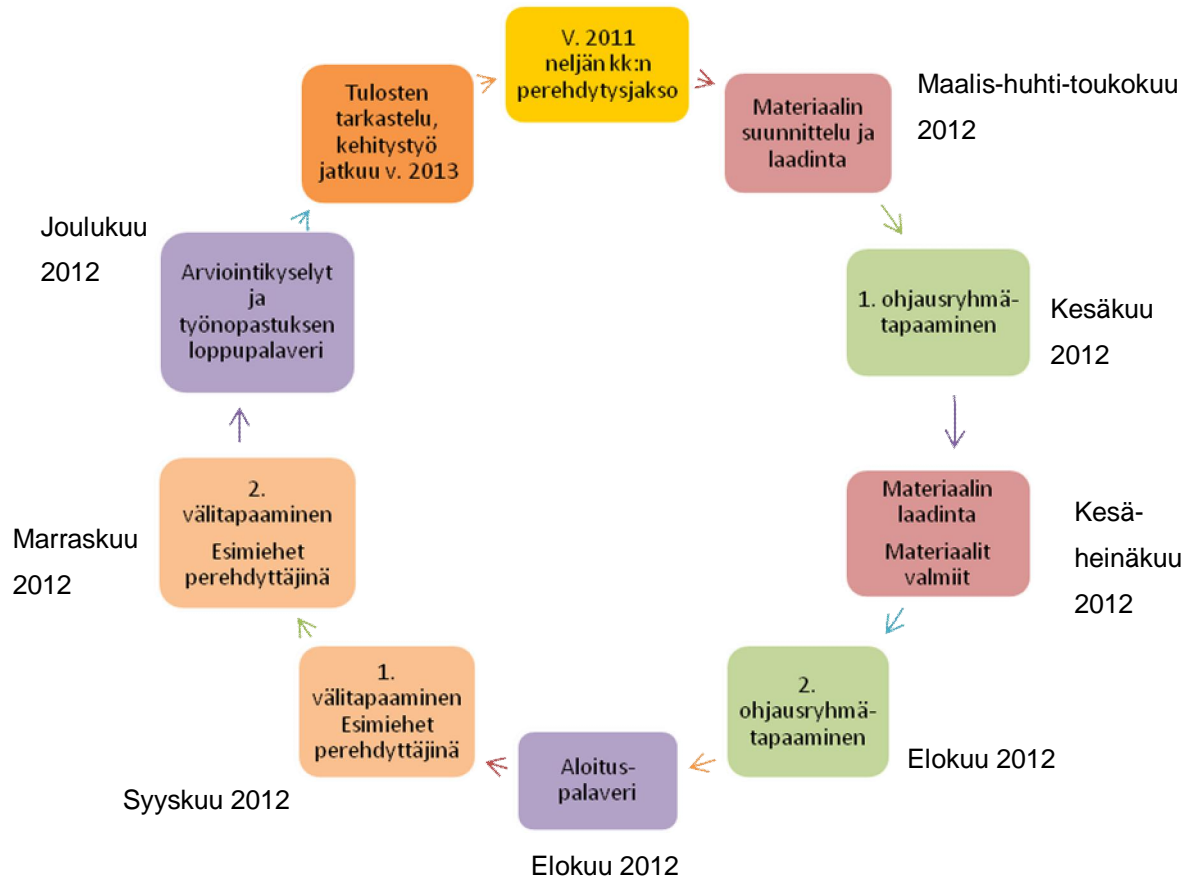 V. 2011
neljän kk:n
perehdytysjakso
Materiaalin
suunnittelu ja
laadinta
Maalis-huhti-toukokuu
2012
1. ohjausryhmä-
tapaaminen
Kesäkuu
2012
Materiaalin
laadinta
Materiaalit
valmiit
Kesä-
heinäkuu
2012
2.
ohjausryhmä-
tapaaminen
Elokuu 2012
Aloitus-
palaveri
Elokuu 2012
1.
välitapaaminen
Esimiehet
perehdyttäjinä
Syyskuu 2012
2.
välitapaaminen
Esimiehet
perehdyttäjinä
Marraskuu
2012
Arviointikyselyt
ja
työnopastuksen
loppupalaveri
Joulukuu
2012
Tulosten
tarkastelu,
kehitystyö
jatkuu v. 2013